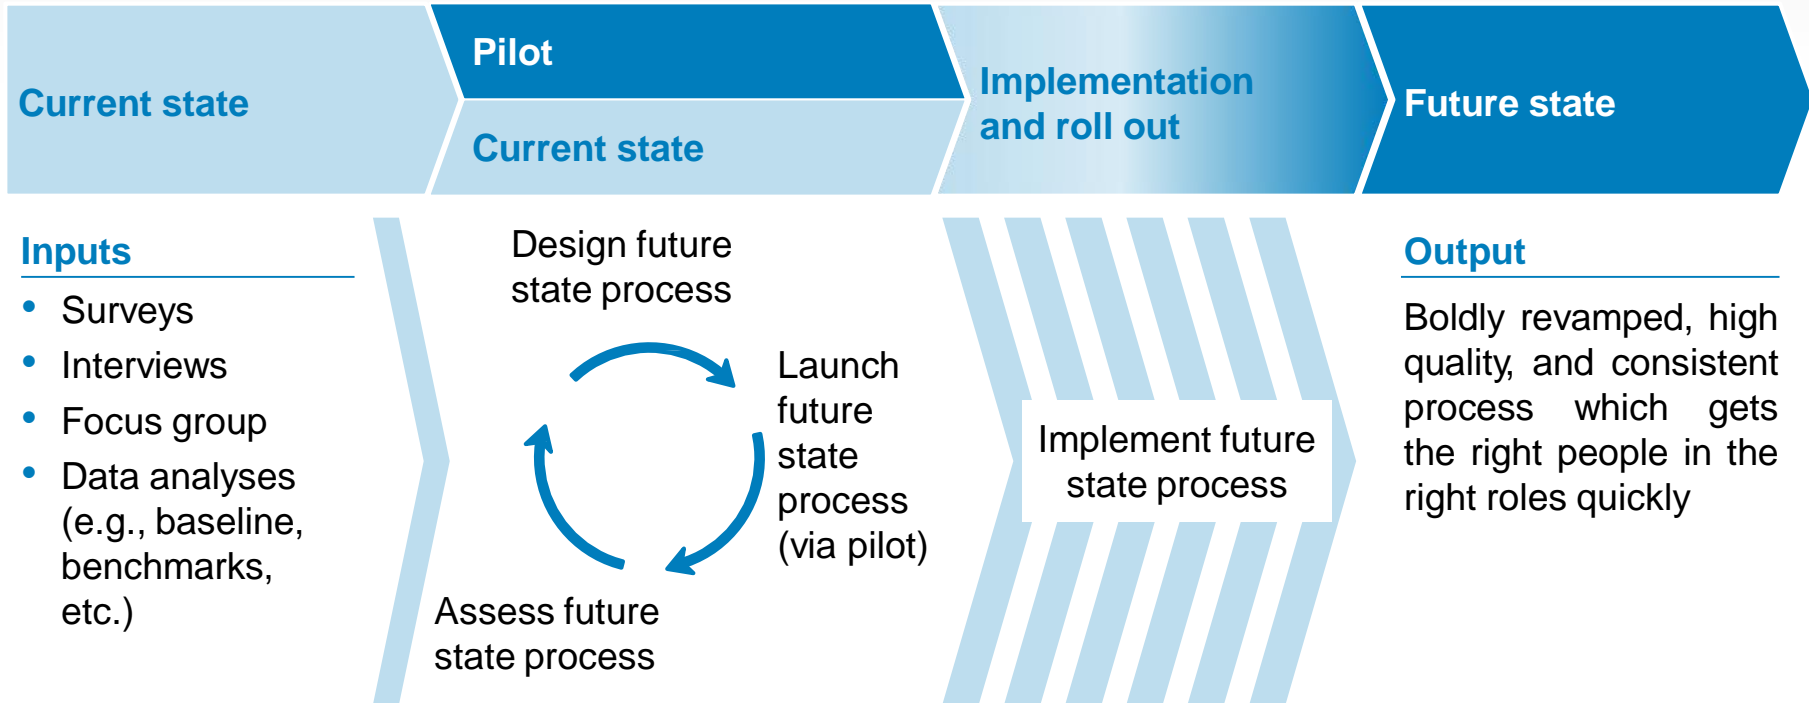 Current state
Pilot
Current state
Implementation
and roll out
Future state
Inputs
• Surveys
• Interviews
• Focus group
• Data analyses
(e.g., baseline,
benchmarks,
etc.)
Design future
state process
Launch
future
state
process
(via pilot)
Assess future
state process
Implement future
state process
Output
Boldly revamped, high
quality, and consistent
process which gets
the right people in the
right roles quickly